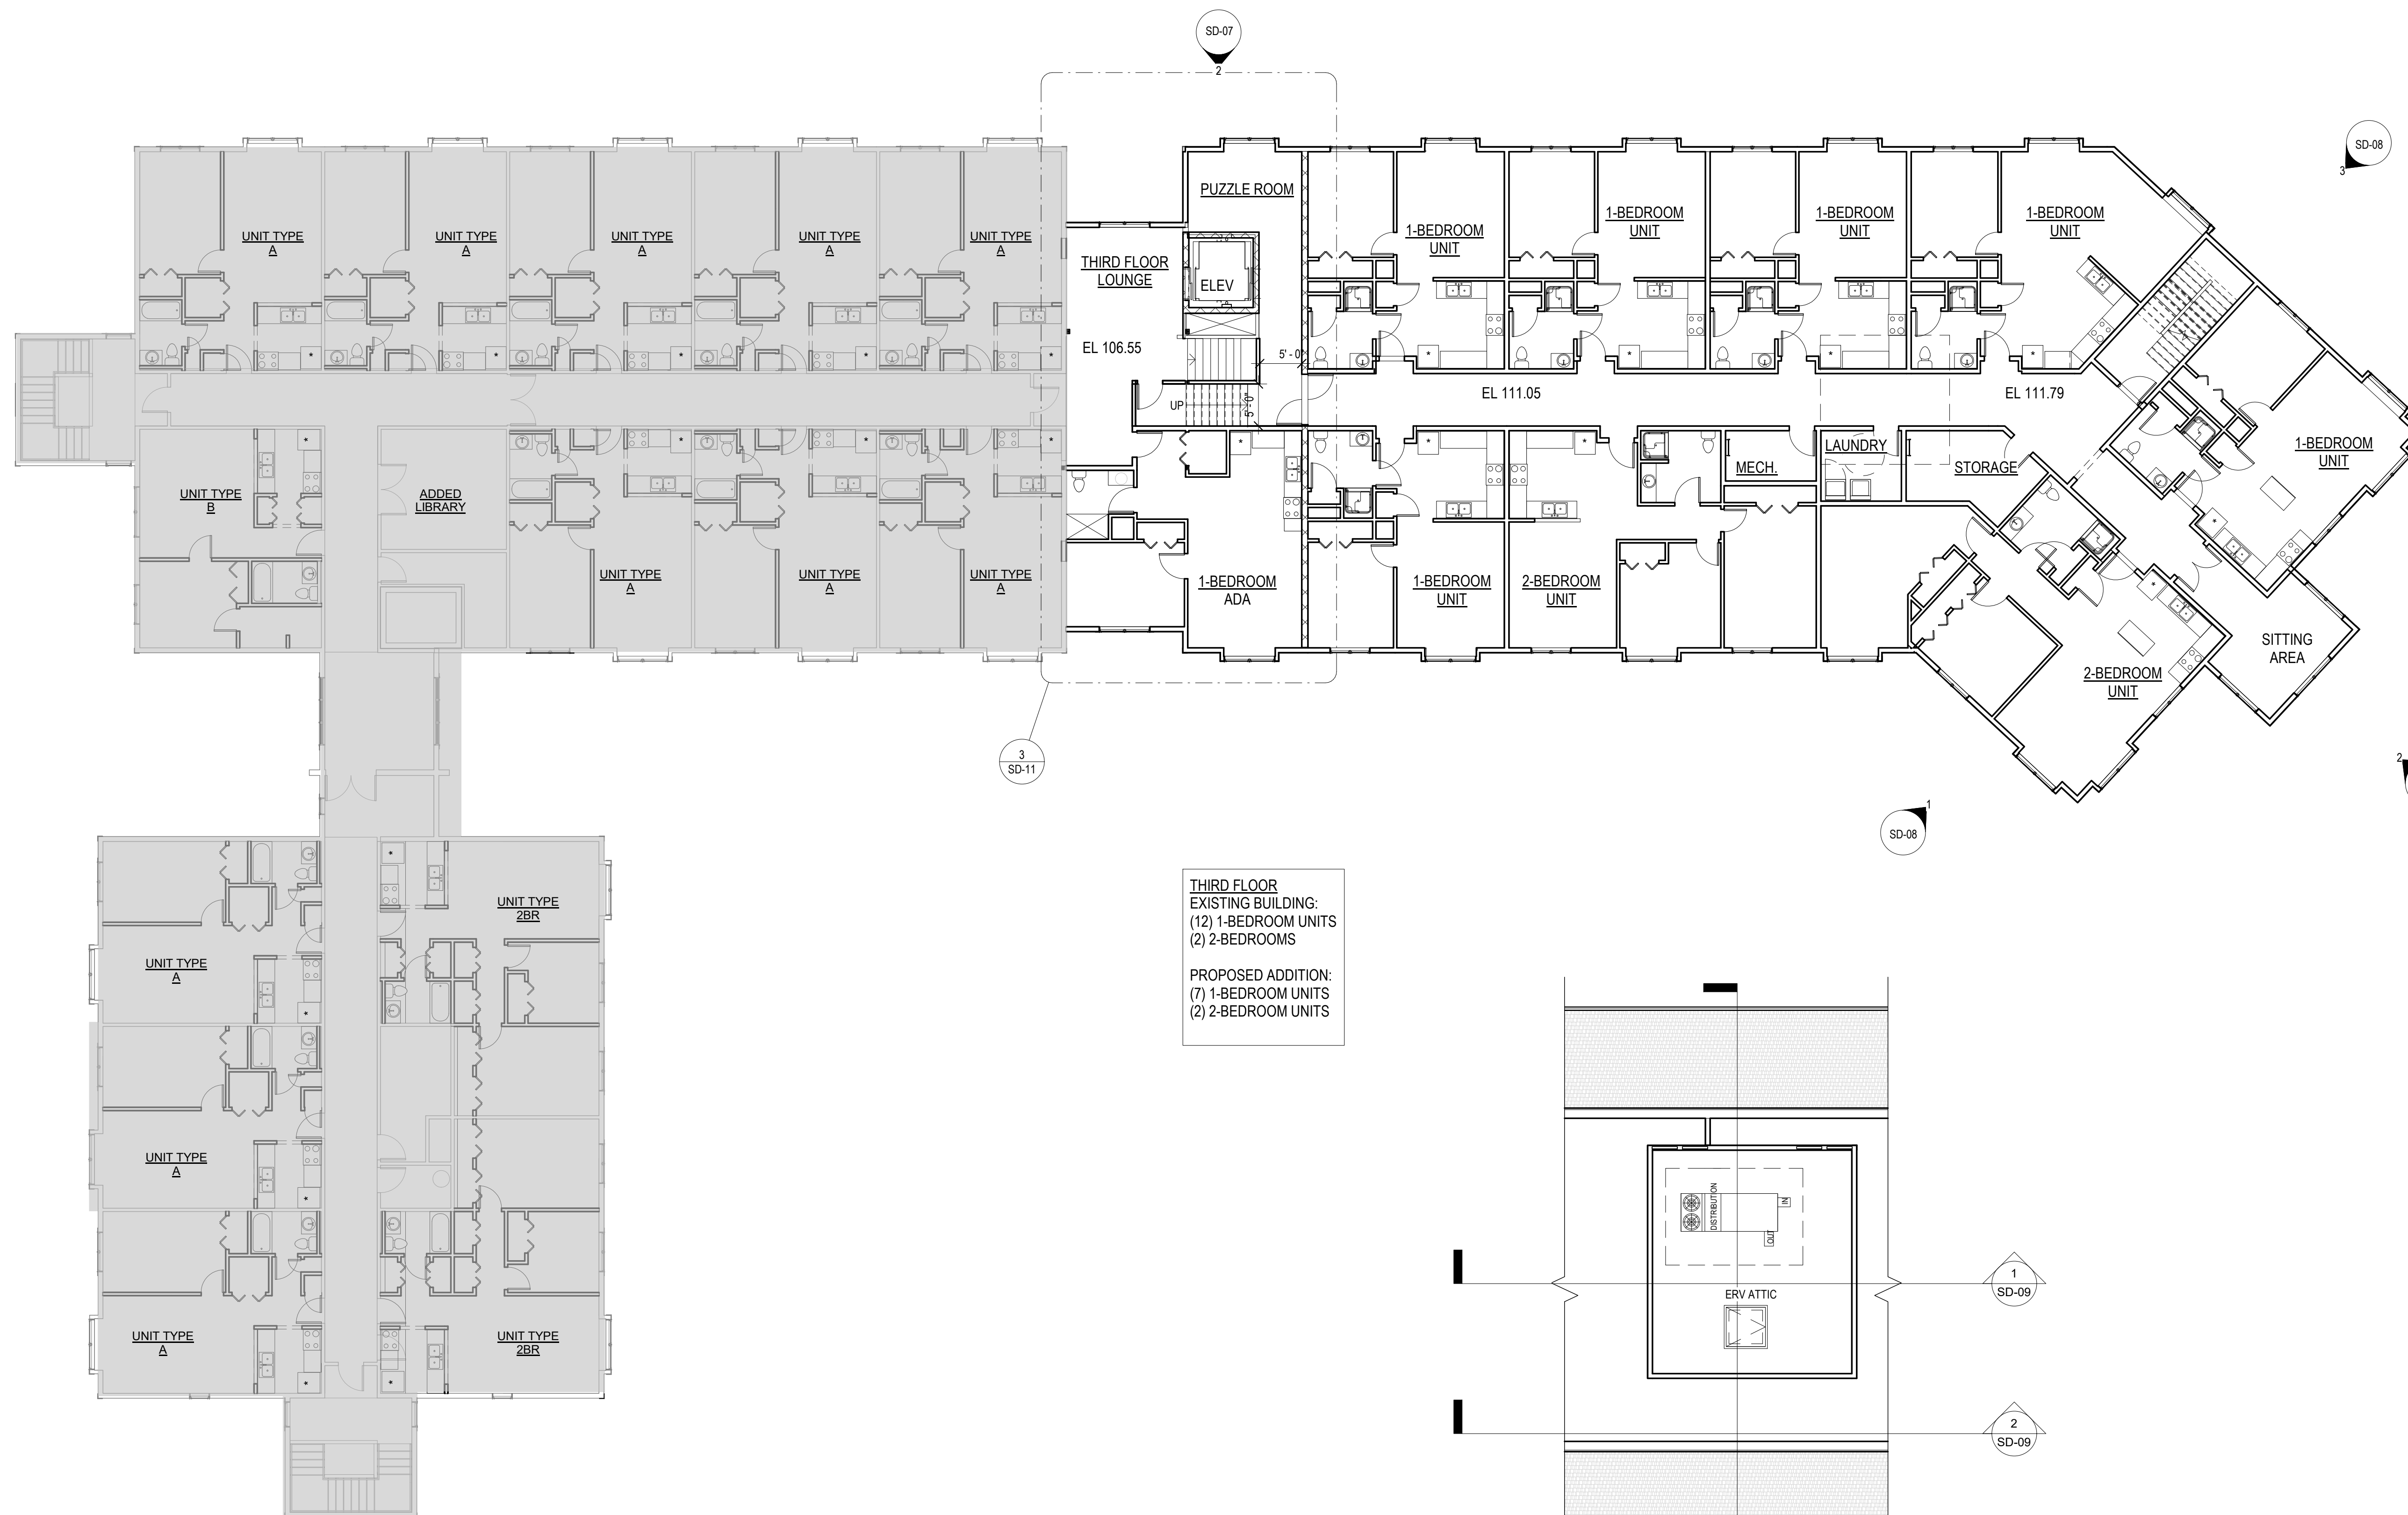 SD-07
2
SD-08
3
UNIT TYPE
A
UNIT TYPE
A
UNIT TYPE
A
UNIT TYPE
A
UNIT TYPE
A
PUZZLE ROOM
THIRD FLOOR
LOUNGE
ELEV
EL 106.55
5' - 0"
5' - 0"
UP
1-BEDROOM
UNIT
1-BEDROOM
UNIT
1-BEDROOM
UNIT
1-BEDROOM
UNIT
EL 111.05
EL 111.79
1-BEDROOM
UNIT
MECH.
LAUNDRY
STORAGE
UNIT TYPE
B
ADDED
LIBRARY
UNIT TYPE
A
UNIT TYPE
A
UNIT TYPE
A
1-BEDROOM
ADA
1-BEDROOM
UNIT
2-BEDROOM
UNIT
2-BEDROOM
UNIT
SITTING
AREA
3
SD-11
2
1
SD-08
UNIT TYPE
A
UNIT TYPE
2BR
UNIT TYPE
A
UNIT TYPE
A
UNIT TYPE
2BR
THIRD FLOOR
EXISTING BUILDING:
(12) 1-BEDROOM UNITS
(2) 2-BEDROOMS
PROPOSED ADDITION:
(7) 1-BEDROOM UNITS
(2) 2-BEDROOM UNITS
DISTRIBUTION
IN
OUT
ERV ATTIC
1
SD-09
2
SD-09